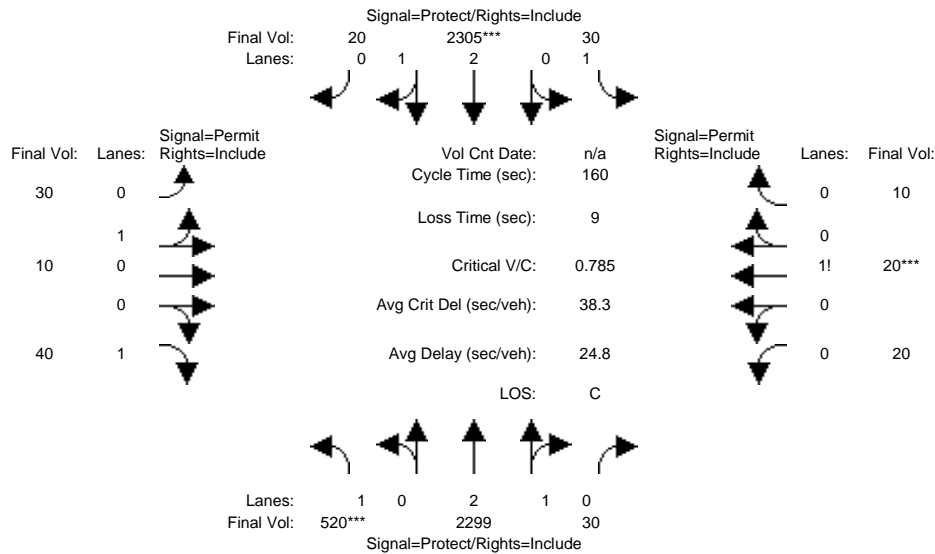 Signal=Protect/Rights=Include
Final Vol: 20 2305*** 30
Lanes: 0 1 2 0 1
Signal=Permit
Final Vol: Lanes: Rights=Include
Vol Cnt Date: n/a
Signal=Permit
Rights=Include Lanes: Final Vol:
Cycle Time (sec): 160
30 0
0 10
Loss Time (sec): 9
1
0
10 0
Critical V/C: 0.785
1! 20***
0
Avg Crit Del (sec/veh): 38.3
0
40 1
Avg Delay (sec/veh): 24.8
0 20
LOS: C
Lanes: 1 0 2 1 0
Final Vol: 520*** 2299 30
Signal=Protect/Rights=Include